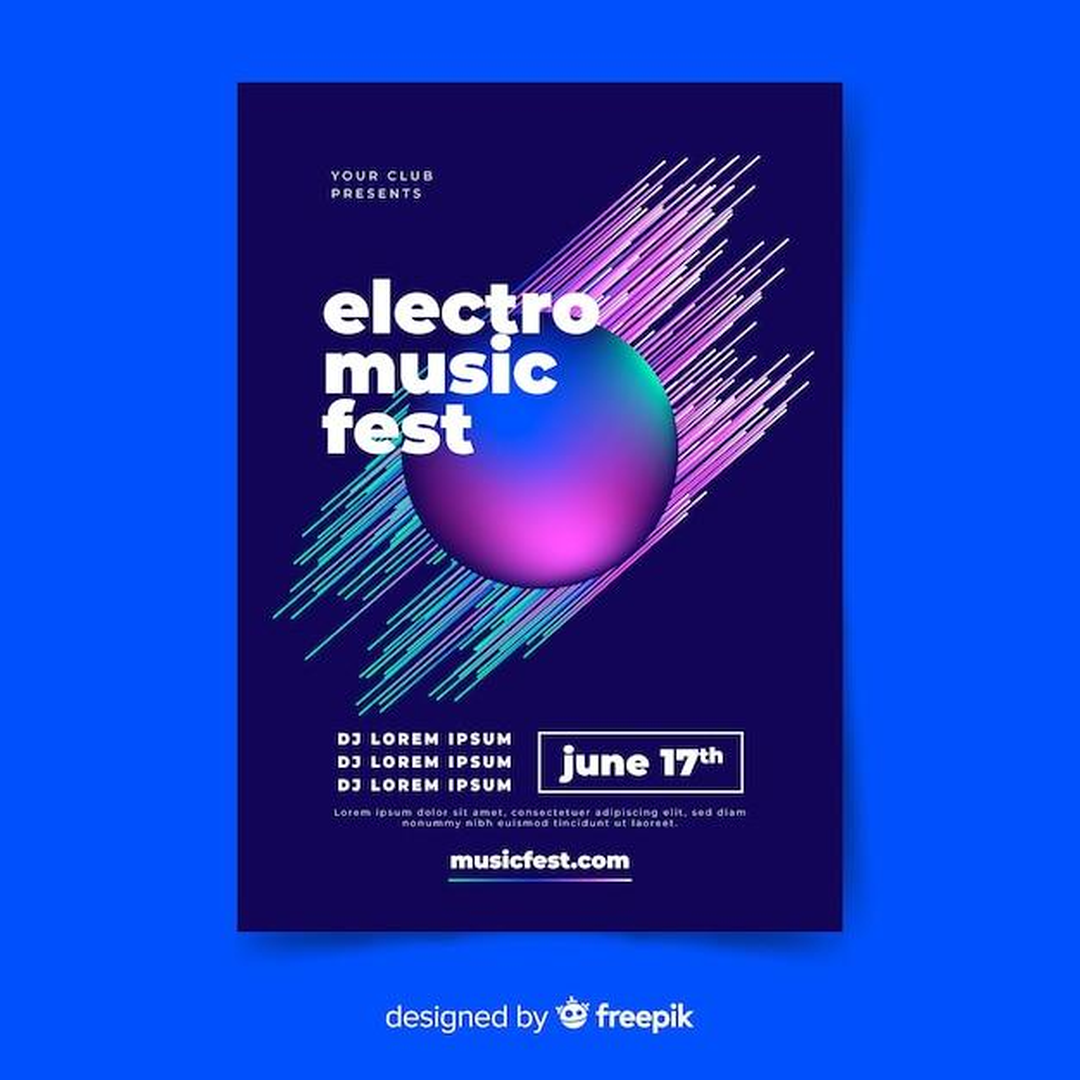 YOUR CLUB
PRESENTS
electro
music
fest
DJ LOREM IPSUM
DJ LOREM IPSUM
DJ LOREM IPSUM
june 17th
Lorem ipsum dolor sit amet, consectetuer adipiscing elit, sed diam
nonummy nibh euismod tincidunt ut laoreet.
musicfest.com
designed by freepik